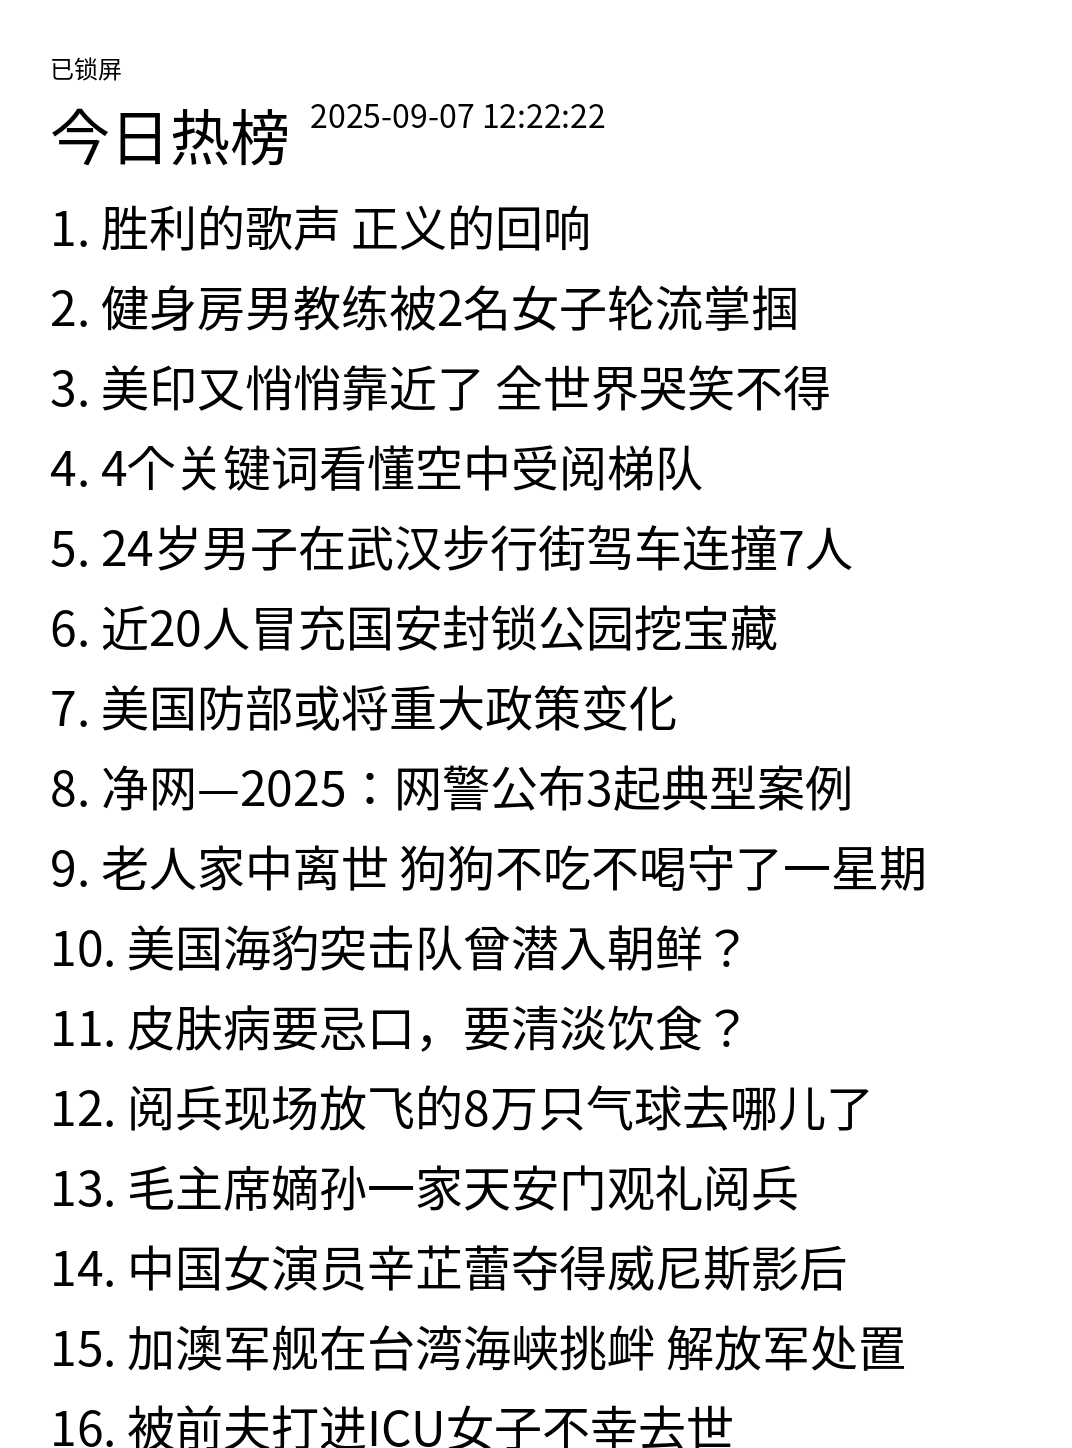 已锁屏
今日热榜 2025-09-07 12:22:22
1. 胜利的歌声 正义的回响
2. 健身房男教练被2名女子轮流掌掴
3. 美印又悄悄靠近了 全世界哭笑不得
4. 4个关键词看懂空中受阅梯队
5. 24岁男子在武汉步行街驾车连撞7人
6. 近20人冒充国安封锁公园挖宝藏
7. 美国防部或将重大政策变化
8. 净网—2025：网警公布3起典型案例
9. 老人家中离世 狗狗不吃不喝守了一星期
10. 美国海豹突击队曾潜入朝鲜？
11. 皮肤病要忌口，要清淡饮食？
12. 阅兵现场放飞的8万只气球去哪儿了
13. 毛主席嫡孙一家天安门观礼阅兵
14. 中国女演员辛芷蕾夺得威尼斯影后
15. 加澳军舰在台湾海峡挑衅 解放军处置
16. 被前夫打进ICU女子不幸去世